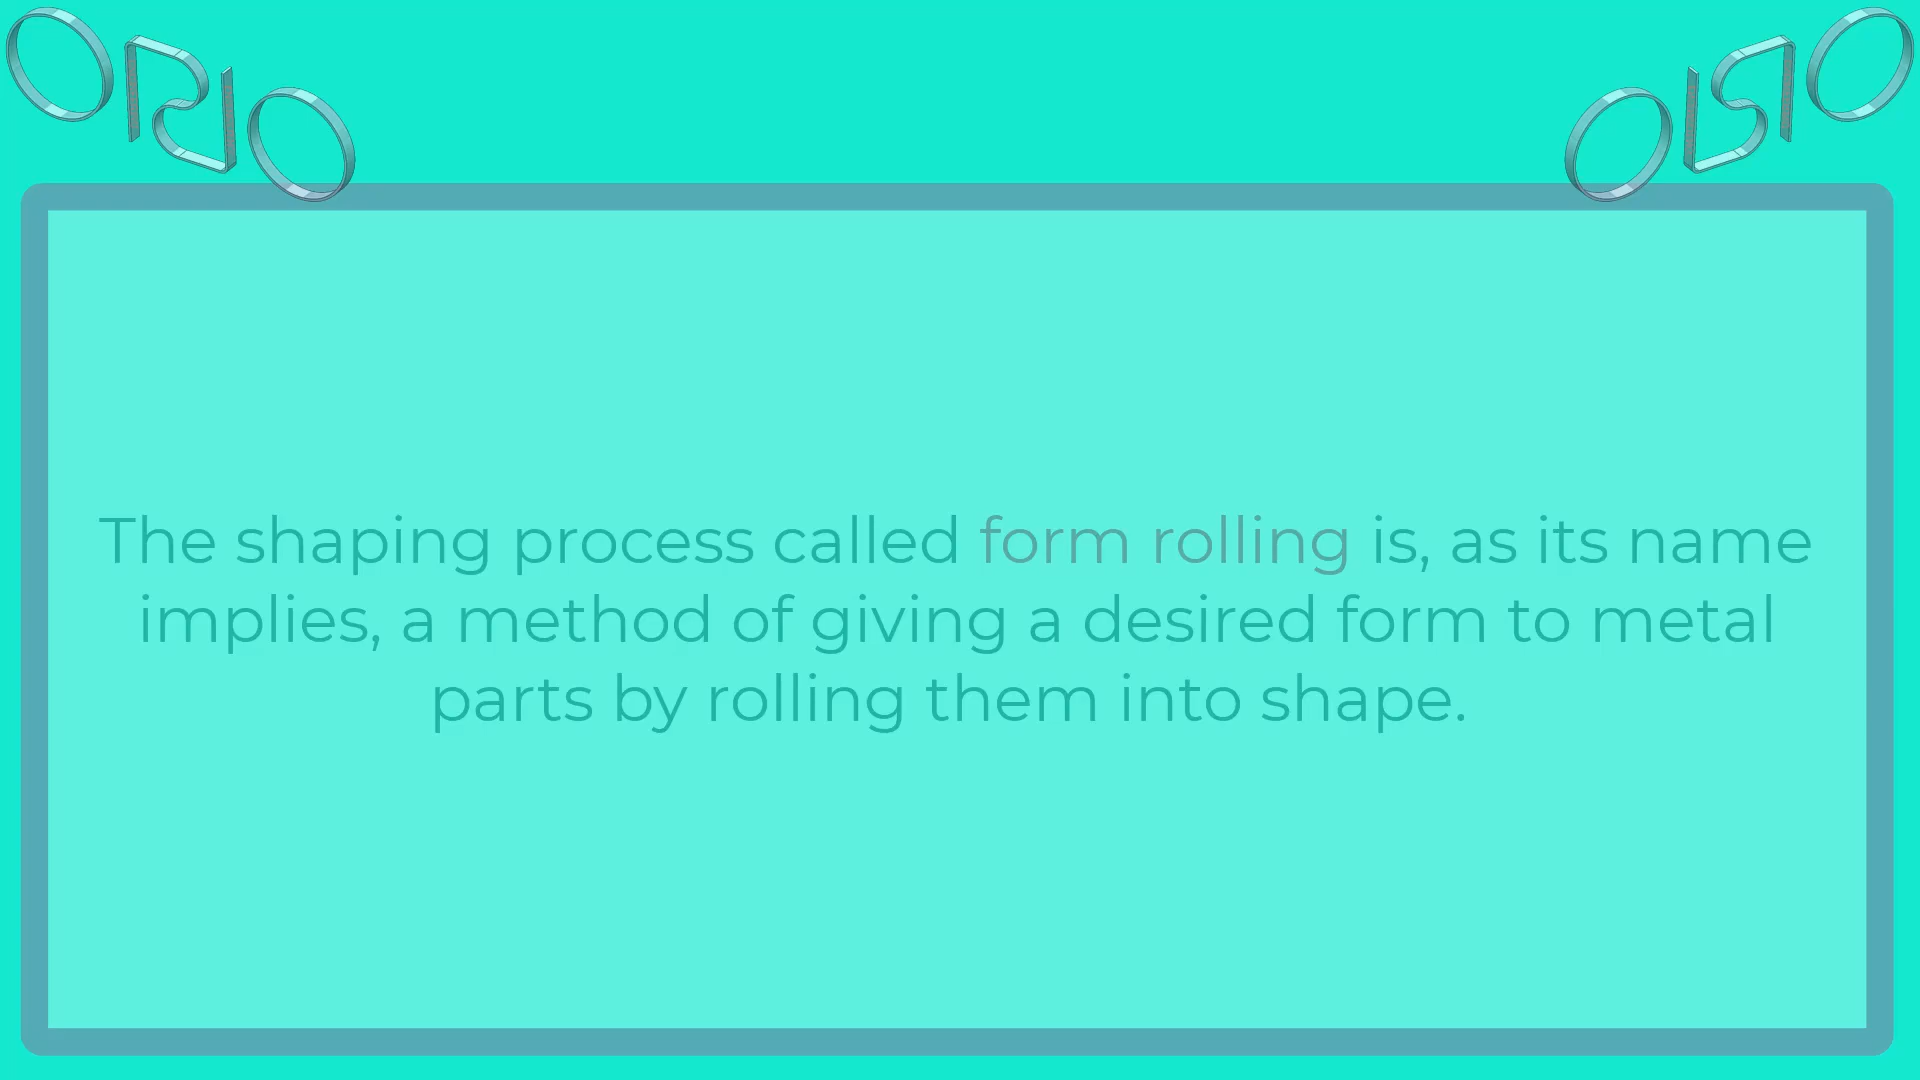 The shaping process called form rolling is, as its name
implies, a method of giving a desired form to metal
parts by rolling them into shape.